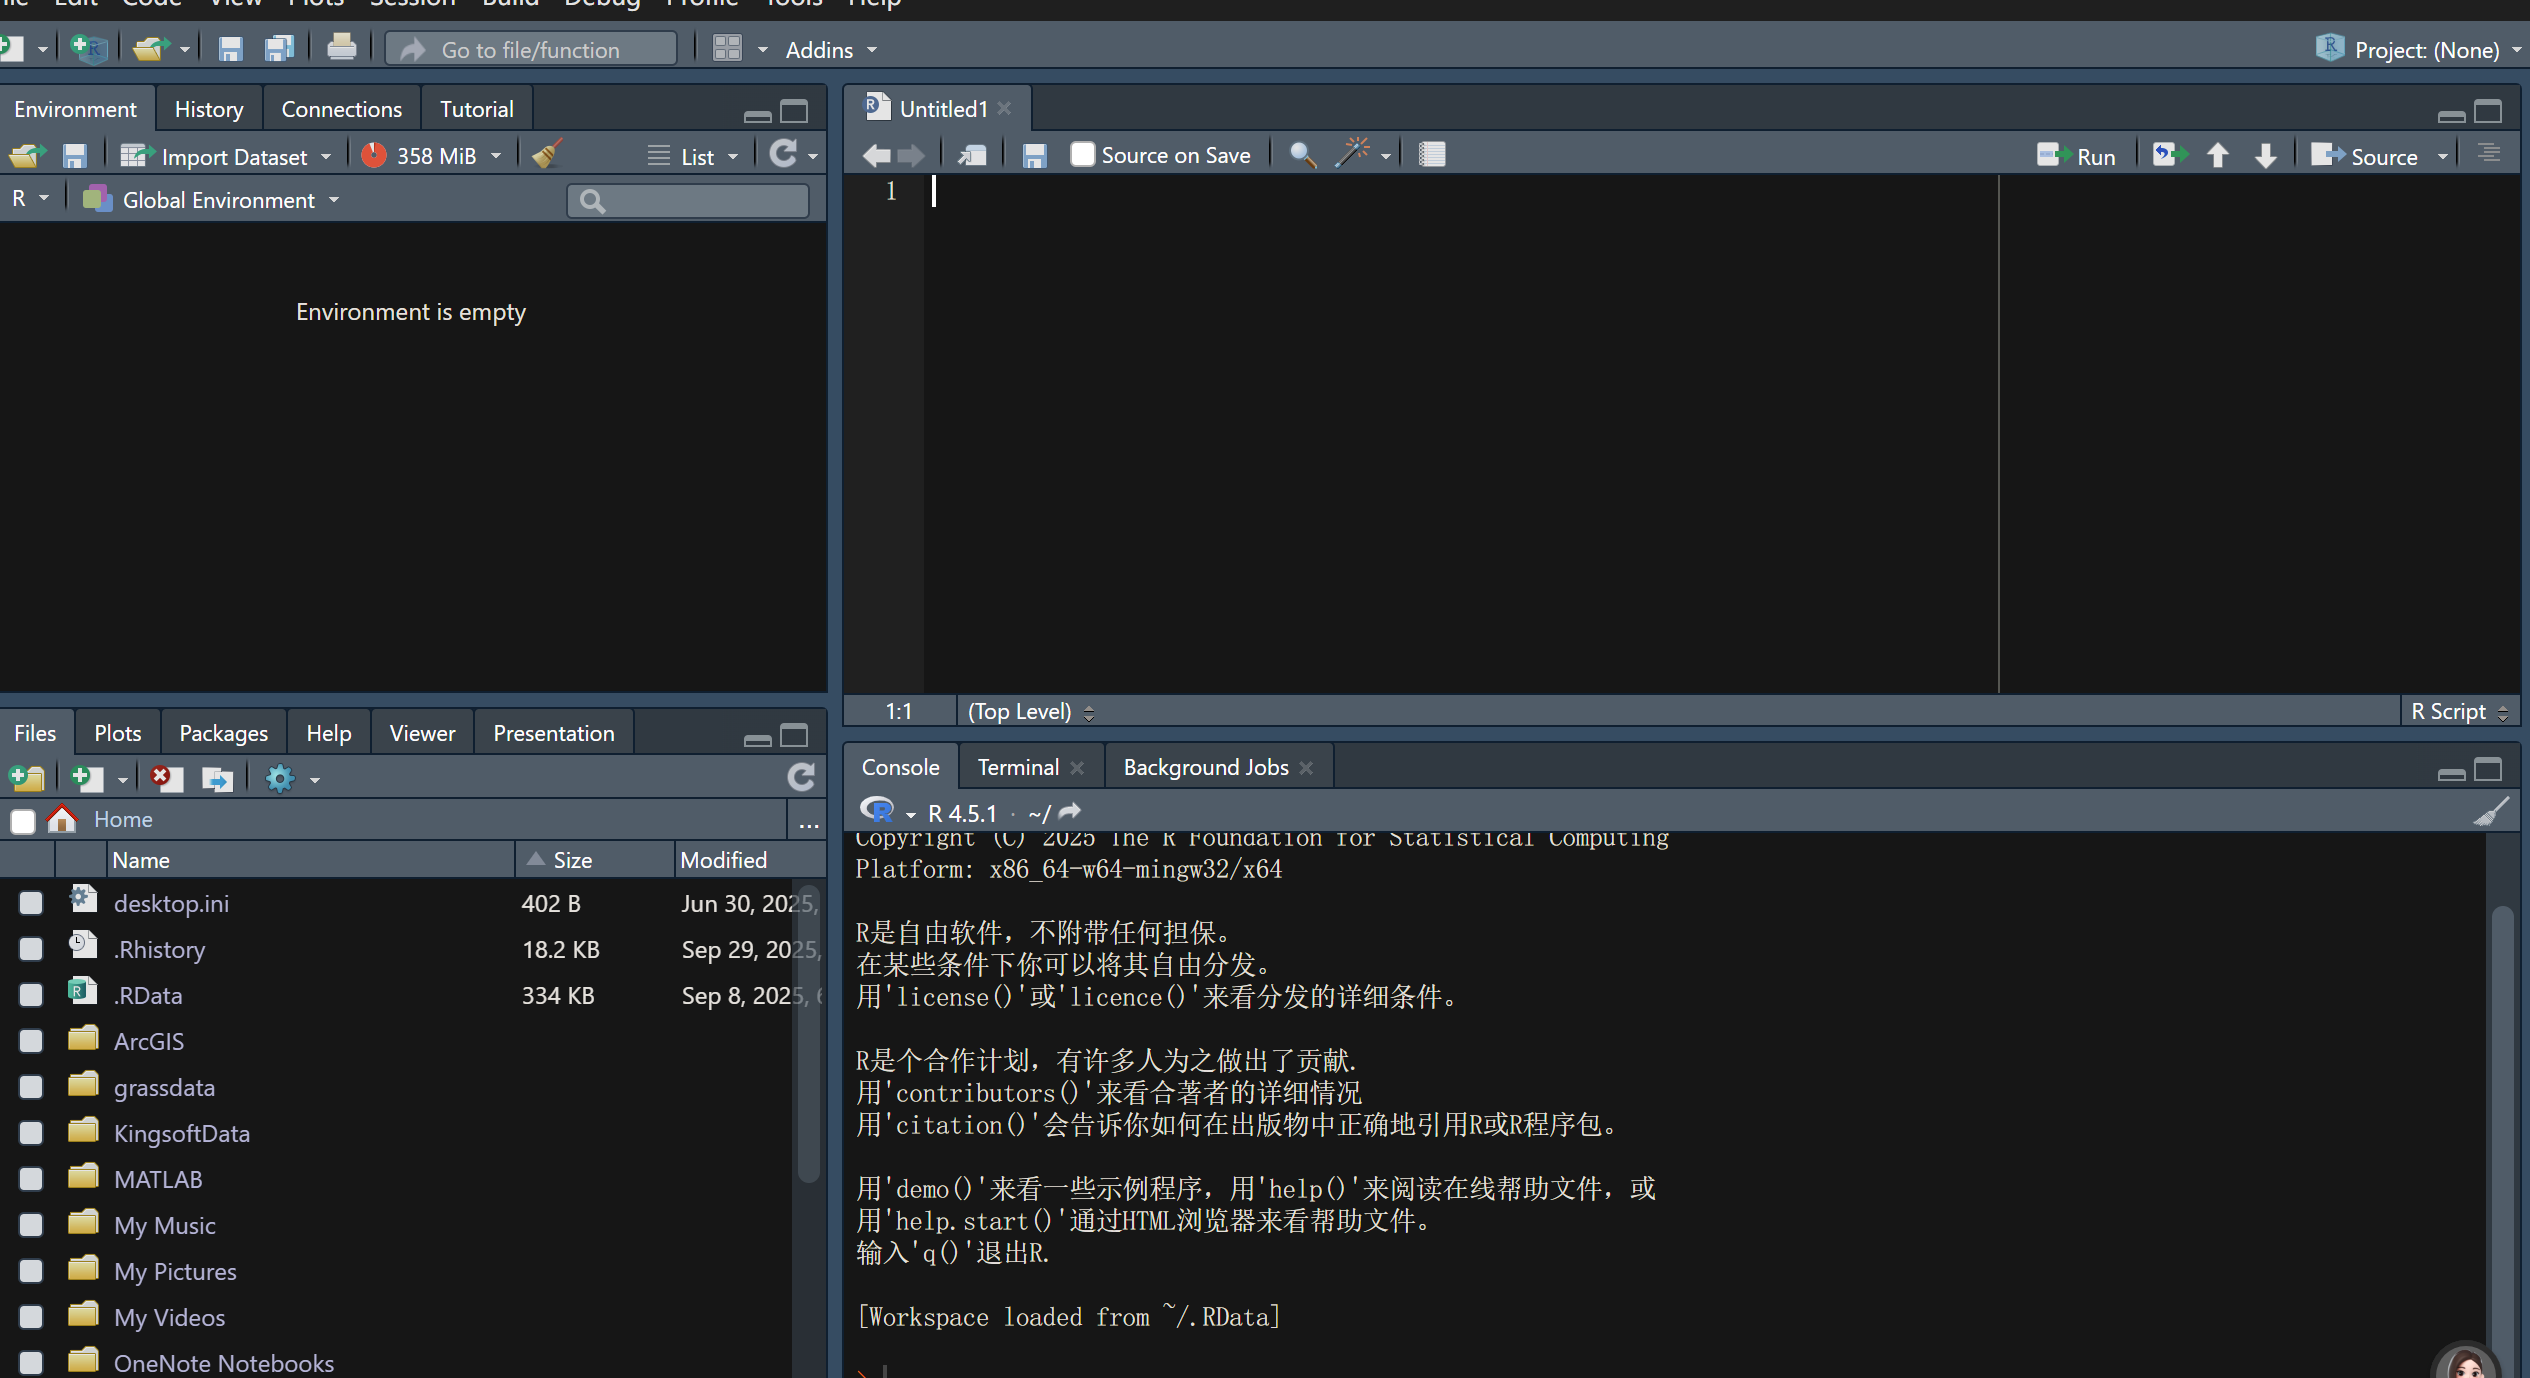 File Edit Code View Plots Session Build Debug Profile Tools Help
Go to file/function
Addins
Project: (None)
Environment History Connections Tutorial
Import Dataset 358 MiB List
R Global Environment
Environment is empty
Files Plots Packages Help Viewer Presentation
Home
Name Size Modified
desktop.ini 402 B Jun 30, 2025,
.Rhistory 18.2 KB Sep 29, 2025,
.RData 334 KB Sep 8, 2025, 6
ArcGIS
grassdata
KingsoftData
MATLAB
My Music
My Pictures
My Videos
OneNote Notebooks
Untitled1
Source on Save Run Source
1
1:1 (Top Level) R Script
Console Terminal Background Jobs
R 4.5.1 · ~/
Copyright (C) 2025 The R Foundation for Statistical Computing
Platform: x86_64-w64-mingw32/x64
R是自由软件，不附带任何担保。
在某些条件下你可以将其自由分发。
用'license()'或'licence()'来看分发的详细条件。
R是个合作计划，有许多人为之做出了贡献.
用'contributors()'来看合著者的详细情况
用'citation()'会告诉你如何在出版物中正确地引用R或R程序包。
用'demo()'来看一些示例程序，用'help()'来阅读在线帮助文件，或
用'help.start()'通过HTML浏览器来看帮助文件。
输入'q()'退出R.
[Workspace loaded from ~/.RData]